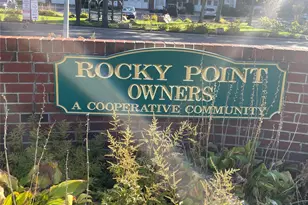 ROCKY POINT
OWNERS
A COOPERATIVE COMMUNITY